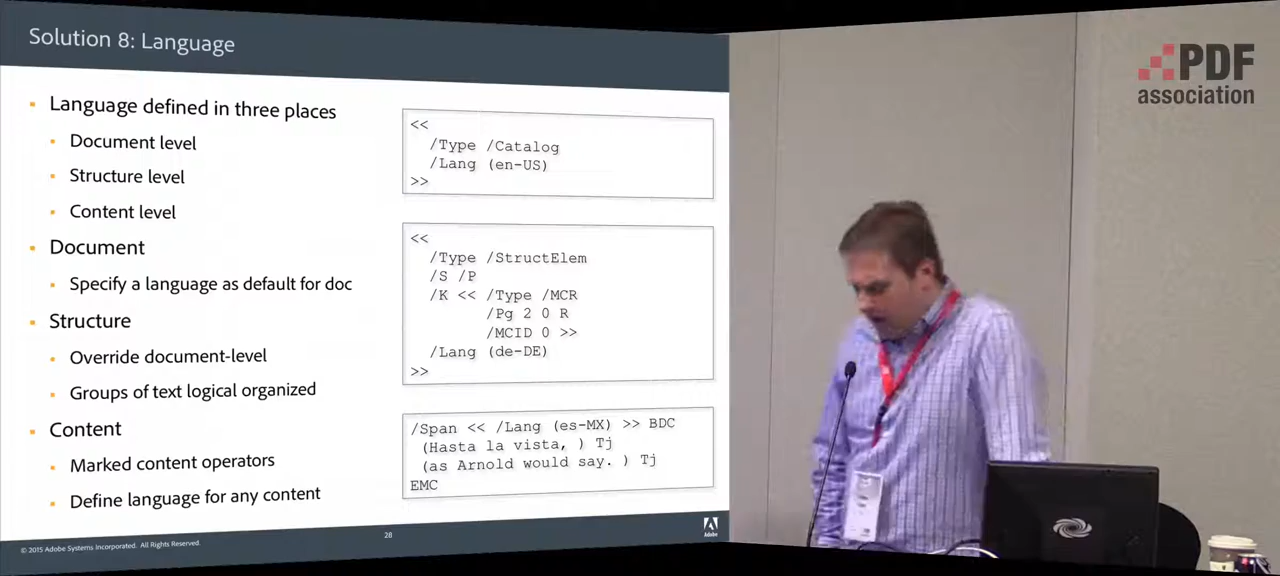 Solution 8: Language
Language defined in three places
Document level
Structure level
Content level
Document
Specify a language as default for doc
Structure
Override document-level
Groups of text logical organized
Content
Marked content operators
Define language for any content
<<
/Type /Catalog
/Lang (en-US)
>>
<<
/Type /StructElem
/S /P
/K << /Type /MCR
/Pg 2 0 R
/MCID 0 >>
/Lang (de-DE)
>>
/Span << /Lang (es-MX) >> BDC
(Hasta la vista, ) Tj
(as Arnold would say. ) Tj
EMC
© 2015 Adobe Systems Incorporated. All Rights Reserved.
28
Adobe
PDF
association